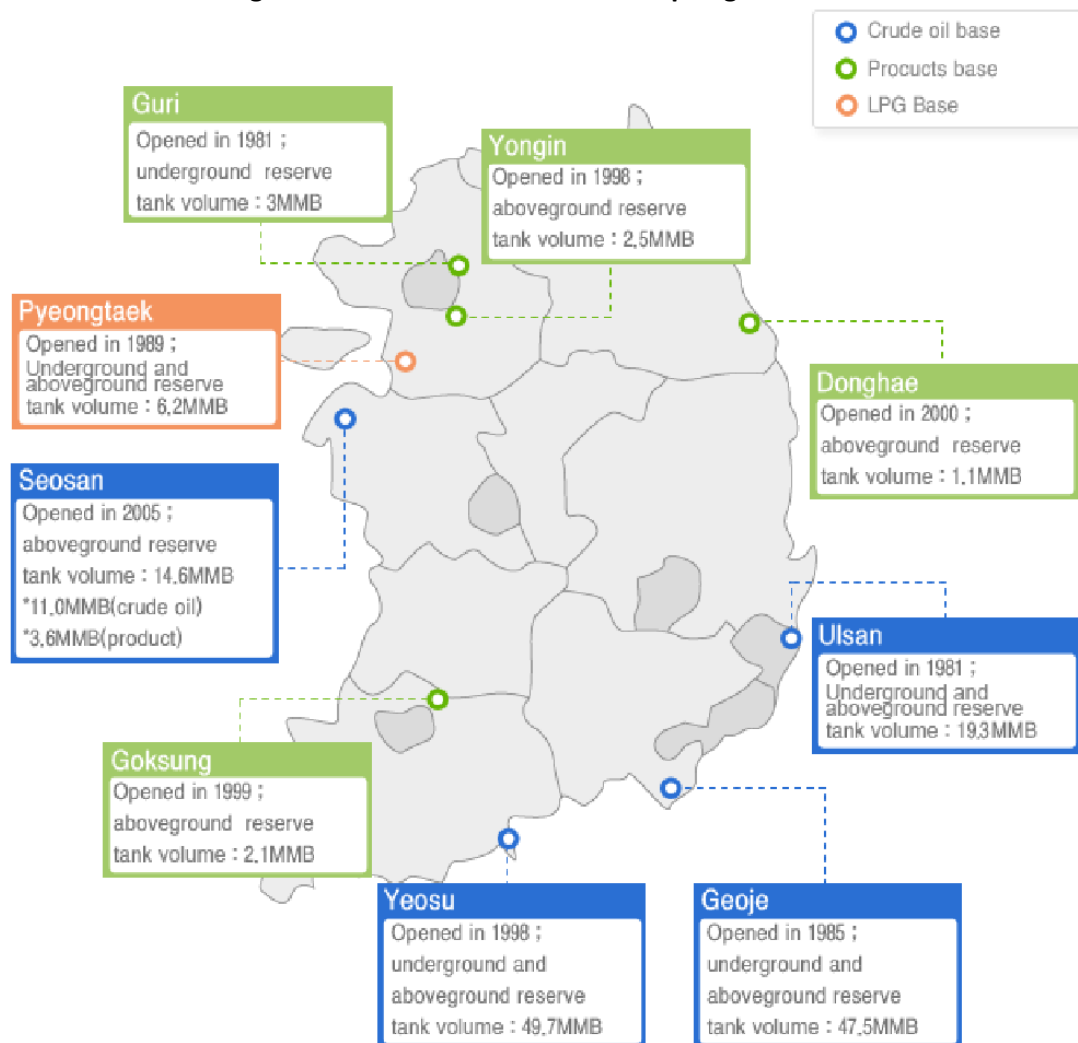 Crude oil base
Procucts base
LPG Base
Guri
Opened in 1981 ;
underground reserve
tank volume : 3MMB
Yongin
Opened in 1998 ;
aboveground reserve
tank volume : 2,5MMB
Pyeongtaek
Opened in 1989 ;
Underground and
aboveground reserve
tank volume : 6,2MMB
Donghae
Opened in 2000 ;
aboveground reserve
tank volume : 1,1MMB
Seosan
Opened in 2005 ;
aboveground reserve
tank volume : 14,6MMB
*11,0MMB(crude oil)
*3,6MMB(product)
Ulsan
Opened in 1981 ;
Underground and
aboveground reserve
tank volume : 19,3MMB
Goksung
Opened in 1999 ;
aboveground reserve
tank volume : 2,1MMB
Yeosu
Opened in 1998 ;
underground and
aboveground reserve
tank volume : 49,7MMB
Geoje
Opened in 1985 ;
underground and
aboveground reserve
tank volume : 47,5MMB